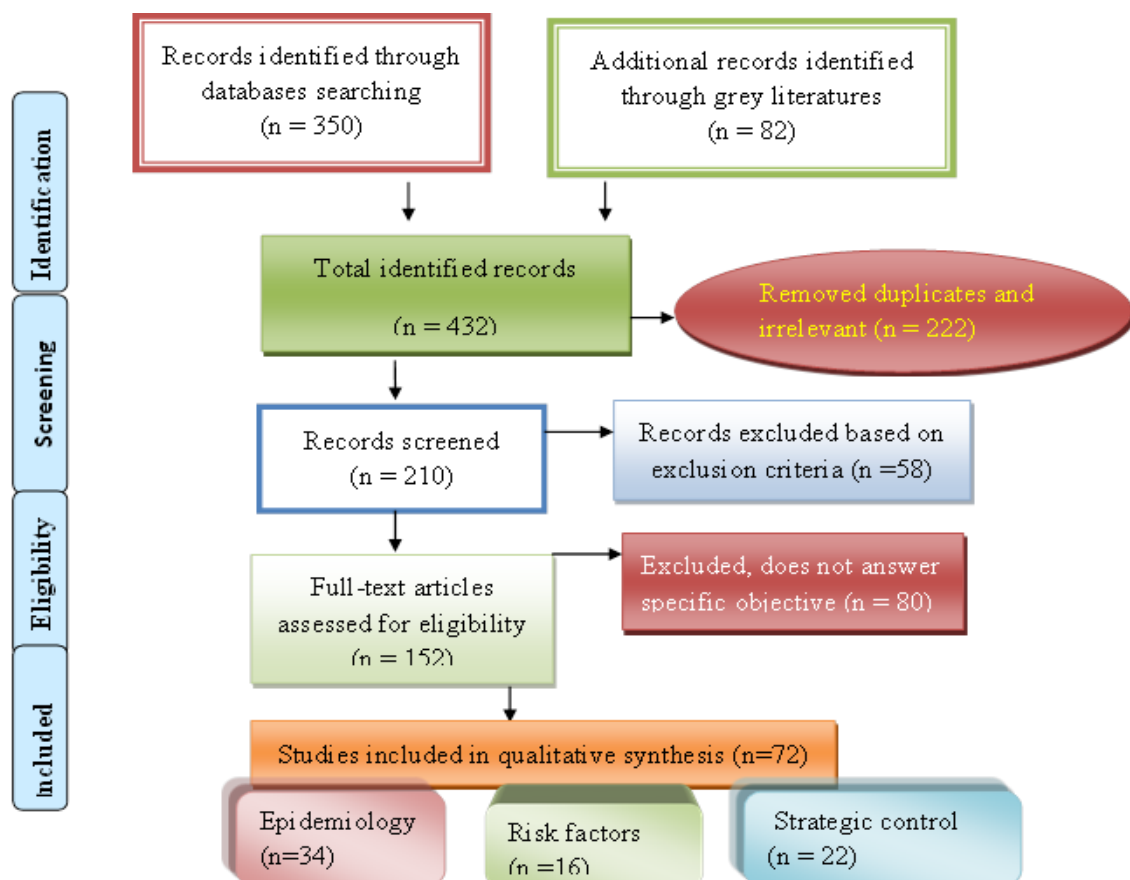 Records identified through
databases searching
(n = 350)
Additional records identified
through grey literatures
(n = 82)
Identification
Total identified records
(n = 432)
Removed duplicates and
irrelevant (n = 222)
Screening
Records screened
(n = 210)
Records excluded based on
exclusion criteria (n =58)
Eligibility
Full-text articles
assessed for eligibility
(n = 152)
Excluded, does not answer
specific objective (n = 80)
Included
Studies included in qualitative synthesis (n=72)
Epidemiology
(n=34)
Risk factors
(n =16)
Strategic control
(n = 22)